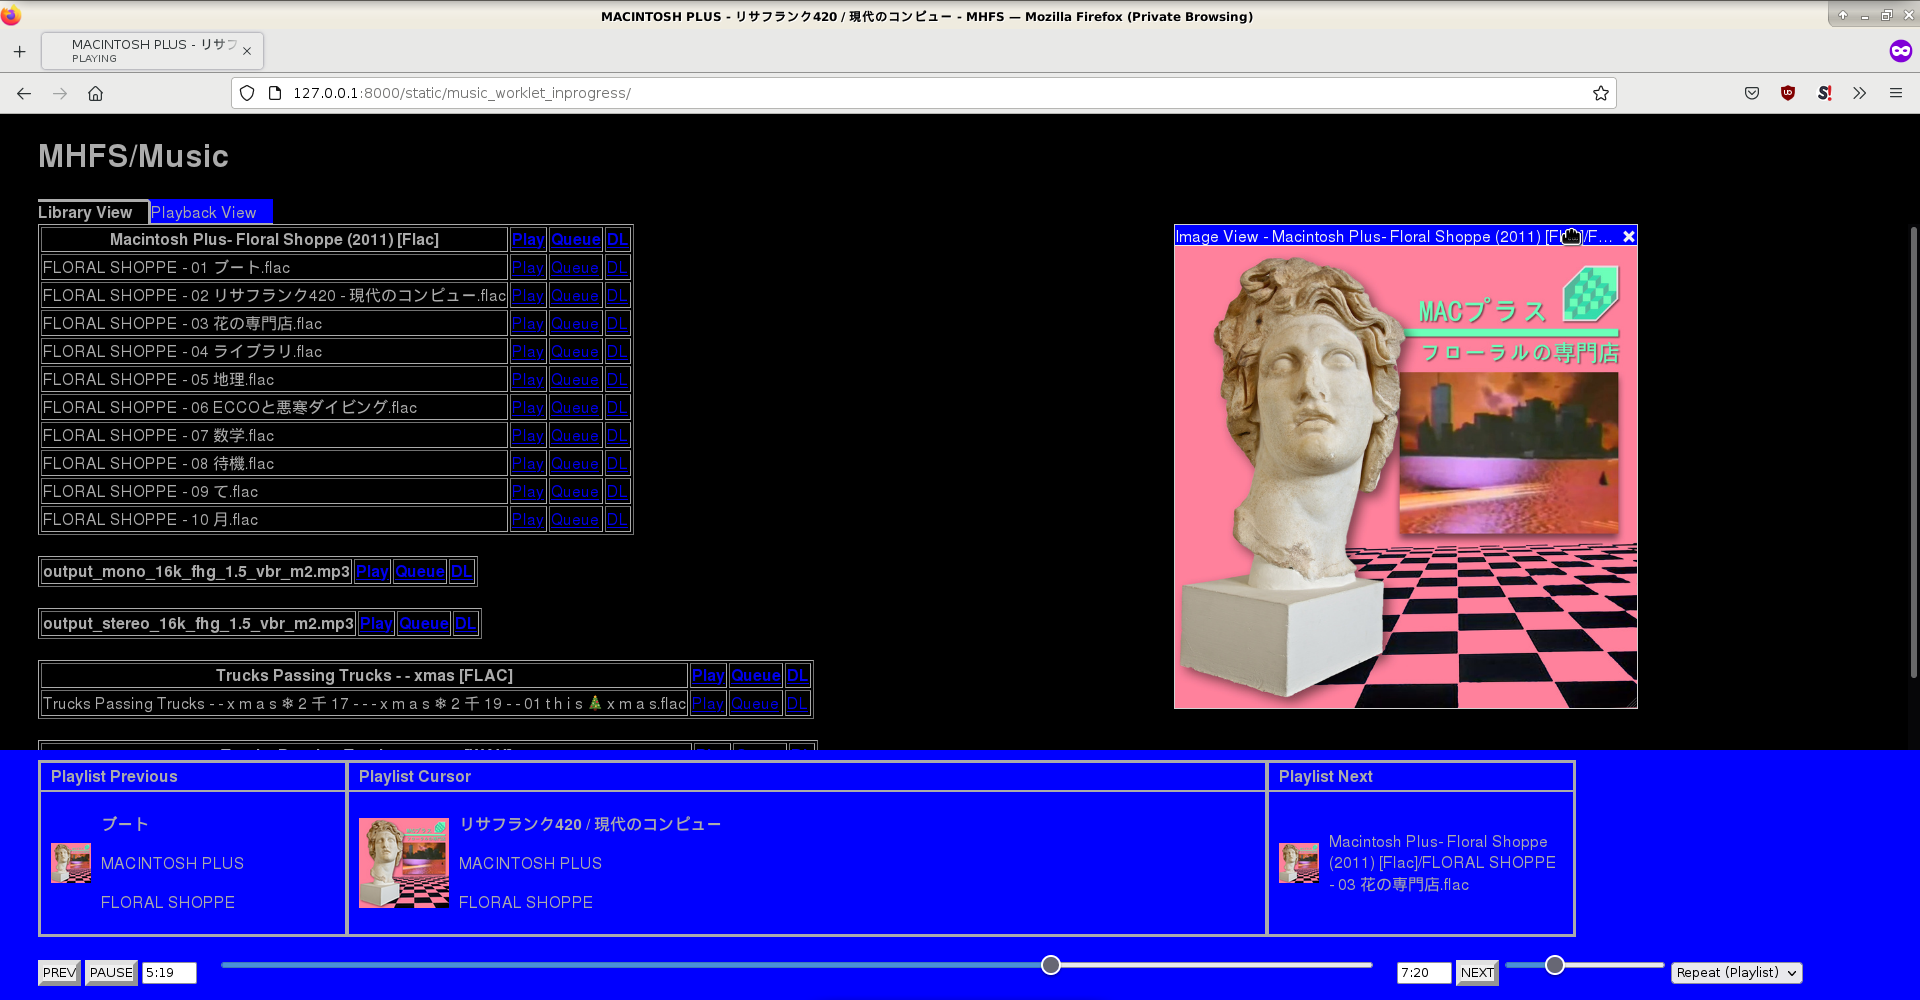 MACINTOSH PLUS - リサフランク420 / 現代のコンピュー - MHFS — Mozilla Firefox (Private Browsing)
MACINTOSH PLUS - リサフ
PLAYING
127.0.0.1:8000/static/music_worklet_inprogress/
MHFS/Music
Library View Playback View
Macintosh Plus- Floral Shoppe (2011) [Flac] Play Queue DL
FLORAL SHOPPE - 01 ブート.flac Play Queue DL
FLORAL SHOPPE - 02 リサフランク420 - 現代のコンピュー.flac Play Queue DL
FLORAL SHOPPE - 03 花の専門店.flac Play Queue DL
FLORAL SHOPPE - 04 ライブラリ.flac Play Queue DL
FLORAL SHOPPE - 05 地理.flac Play Queue DL
FLORAL SHOPPE - 06 ECCOと悪寒ダイビング.flac Play Queue DL
FLORAL SHOPPE - 07 数学.flac Play Queue DL
FLORAL SHOPPE - 08 待機.flac Play Queue DL
FLORAL SHOPPE - 09 て.flac Play Queue DL
FLORAL SHOPPE - 10 月.flac Play Queue DL
output_mono_16k_fhg_1.5_vbr_m2.mp3 Play Queue DL
output_stereo_16k_fhg_1.5_vbr_m2.mp3 Play Queue DL
Trucks Passing Trucks - - xmas [FLAC] Play Queue DL
Trucks Passing Trucks - - x m a s ❄ 2 千 17 - - - x m a s ❄ 2 千 19 - - 01 t h i s 🎄 x m a s.flac Play Queue DL
Image View - Macintosh Plus- Floral Shoppe (2011) [Fl]/F...
MACプラス
フローラルの専門店
Playlist Previous
ブート
MACINTOSH PLUS
FLORAL SHOPPE
Playlist Cursor
リサフランク420 / 現代のコンピュー
MACINTOSH PLUS
FLORAL SHOPPE
Playlist Next
Macintosh Plus- Floral Shoppe
(2011) [Flac]/FLORAL SHOPPE
- 03 花の専門店.flac
PREV PAUSE 5:19 7:20 NEXT Repeat (Playlist)